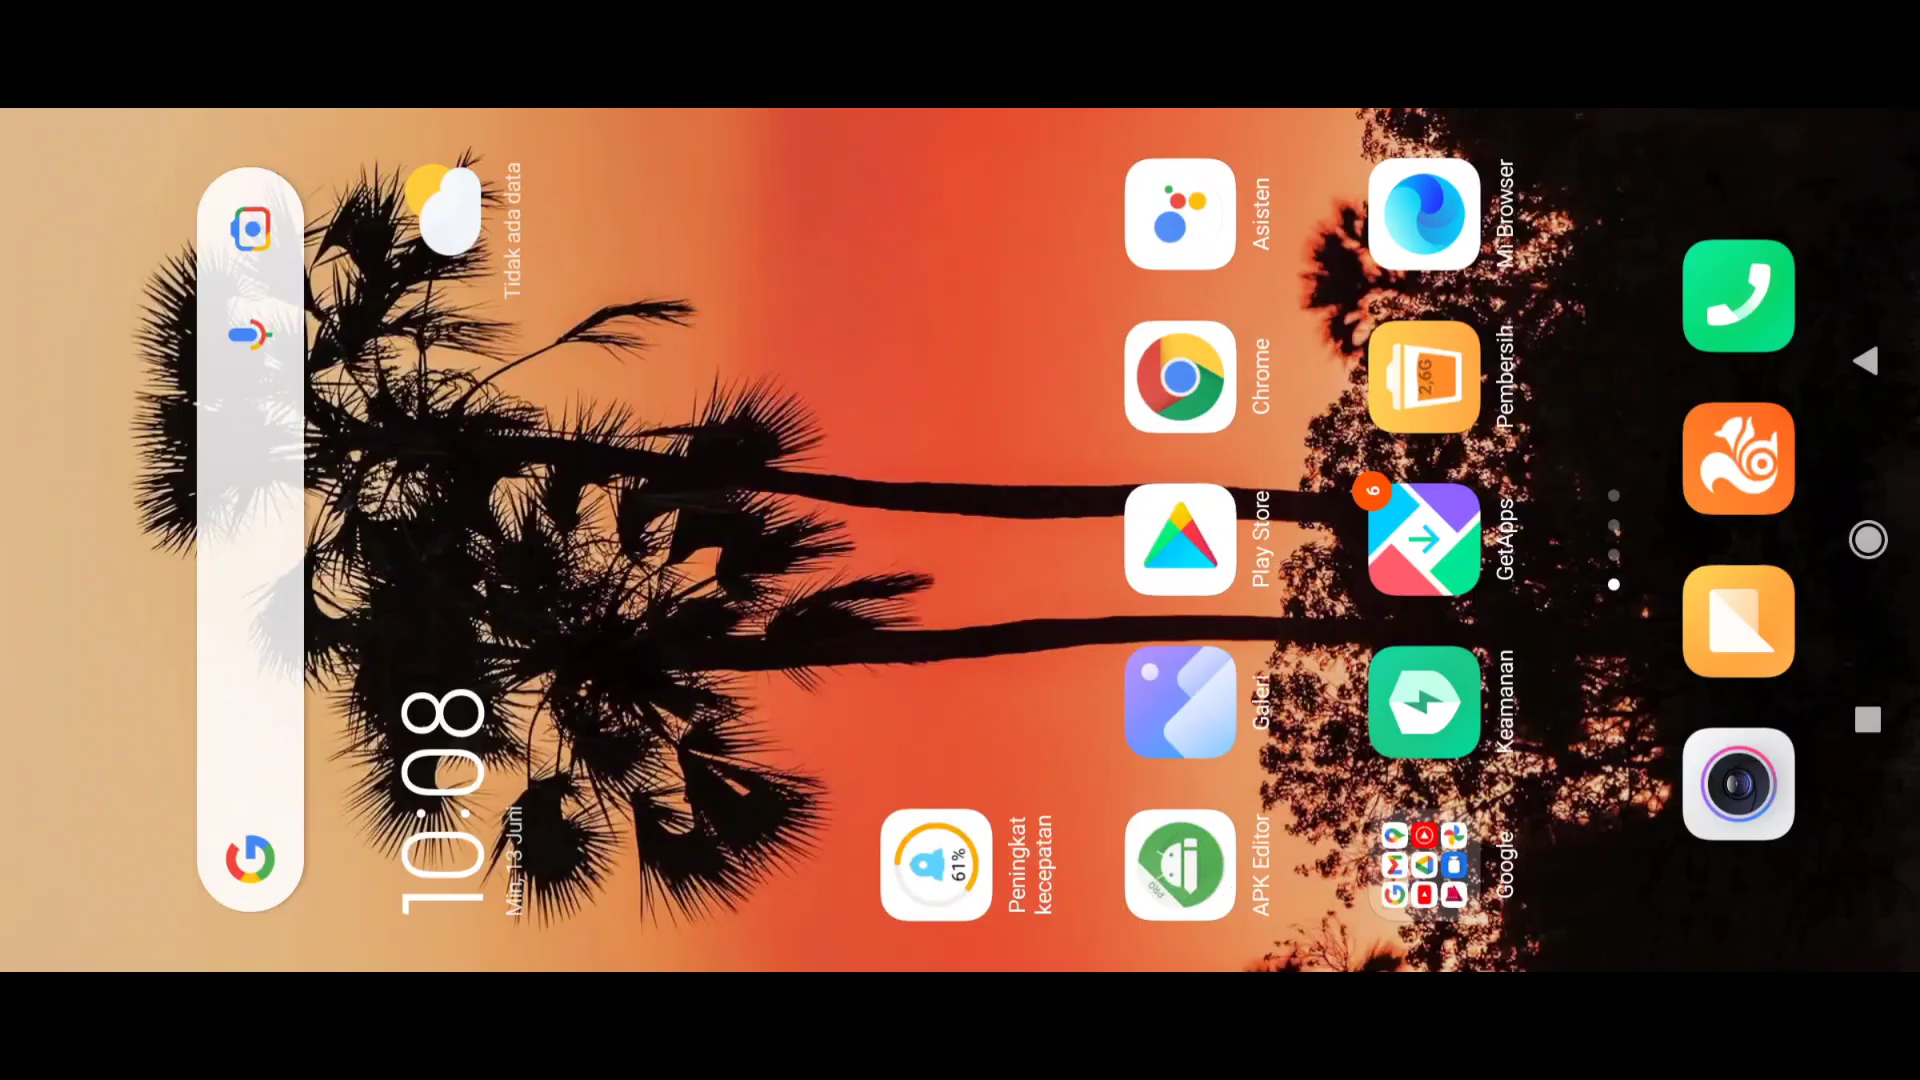 10:08
Min, 13 Juni
Tidak ada data
61%
Peningkat
kecepatan
APK Editor
Galeri
Play Store
Chrome
Asisten
PRO
6
2,6G
Google
Keamanan
GetApps
Pembersih
Mi Browser